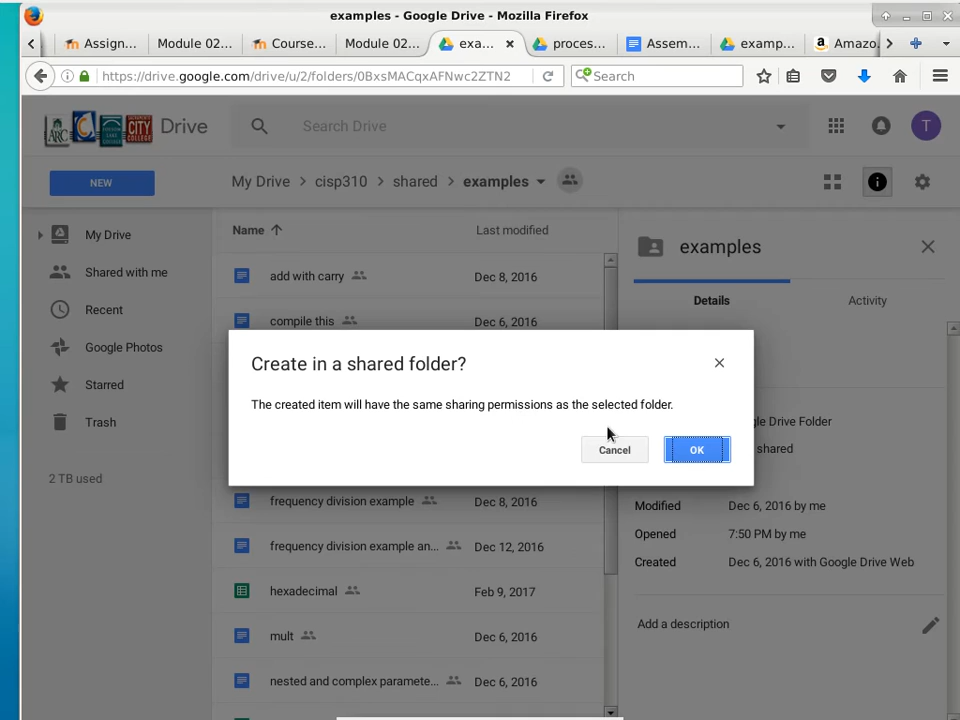 examples - Google Drive - Mozilla Firefox
Assign...
Module 02...
Course...
Module 02...
exa...
proces...
Assem...
examp...
Amazo
https://drive.google.com/drive/u/2/folders/0BxsMACqxAFNwc2ZTN2
Search
ARC
CITY
Drive
Search Drive
T
NEW
My Drive > cisp310 > shared > examples
My Drive
Shared with me
Recent
Google Photos
Starred
Trash
2 TB used
Name
Last modified
add with carry
Dec 8, 2016
compile this
Dec 6, 2016
frequency division example
Dec 8, 2016
frequency division example an...
Dec 12, 2016
hexadecimal
Feb 9, 2017
mult
Dec 6, 2016
nested and complex paramete...
Dec 6, 2016
Create in a shared folder?
The created item will have the same sharing permissions as the selected folder.
Cancel
OK
examples
Details
Activity
gle Drive Folder
shared
Modified
Dec 6, 2016 by me
Opened
7:50 PM by me
Created
Dec 6, 2016 with Google Drive Web
Add a description